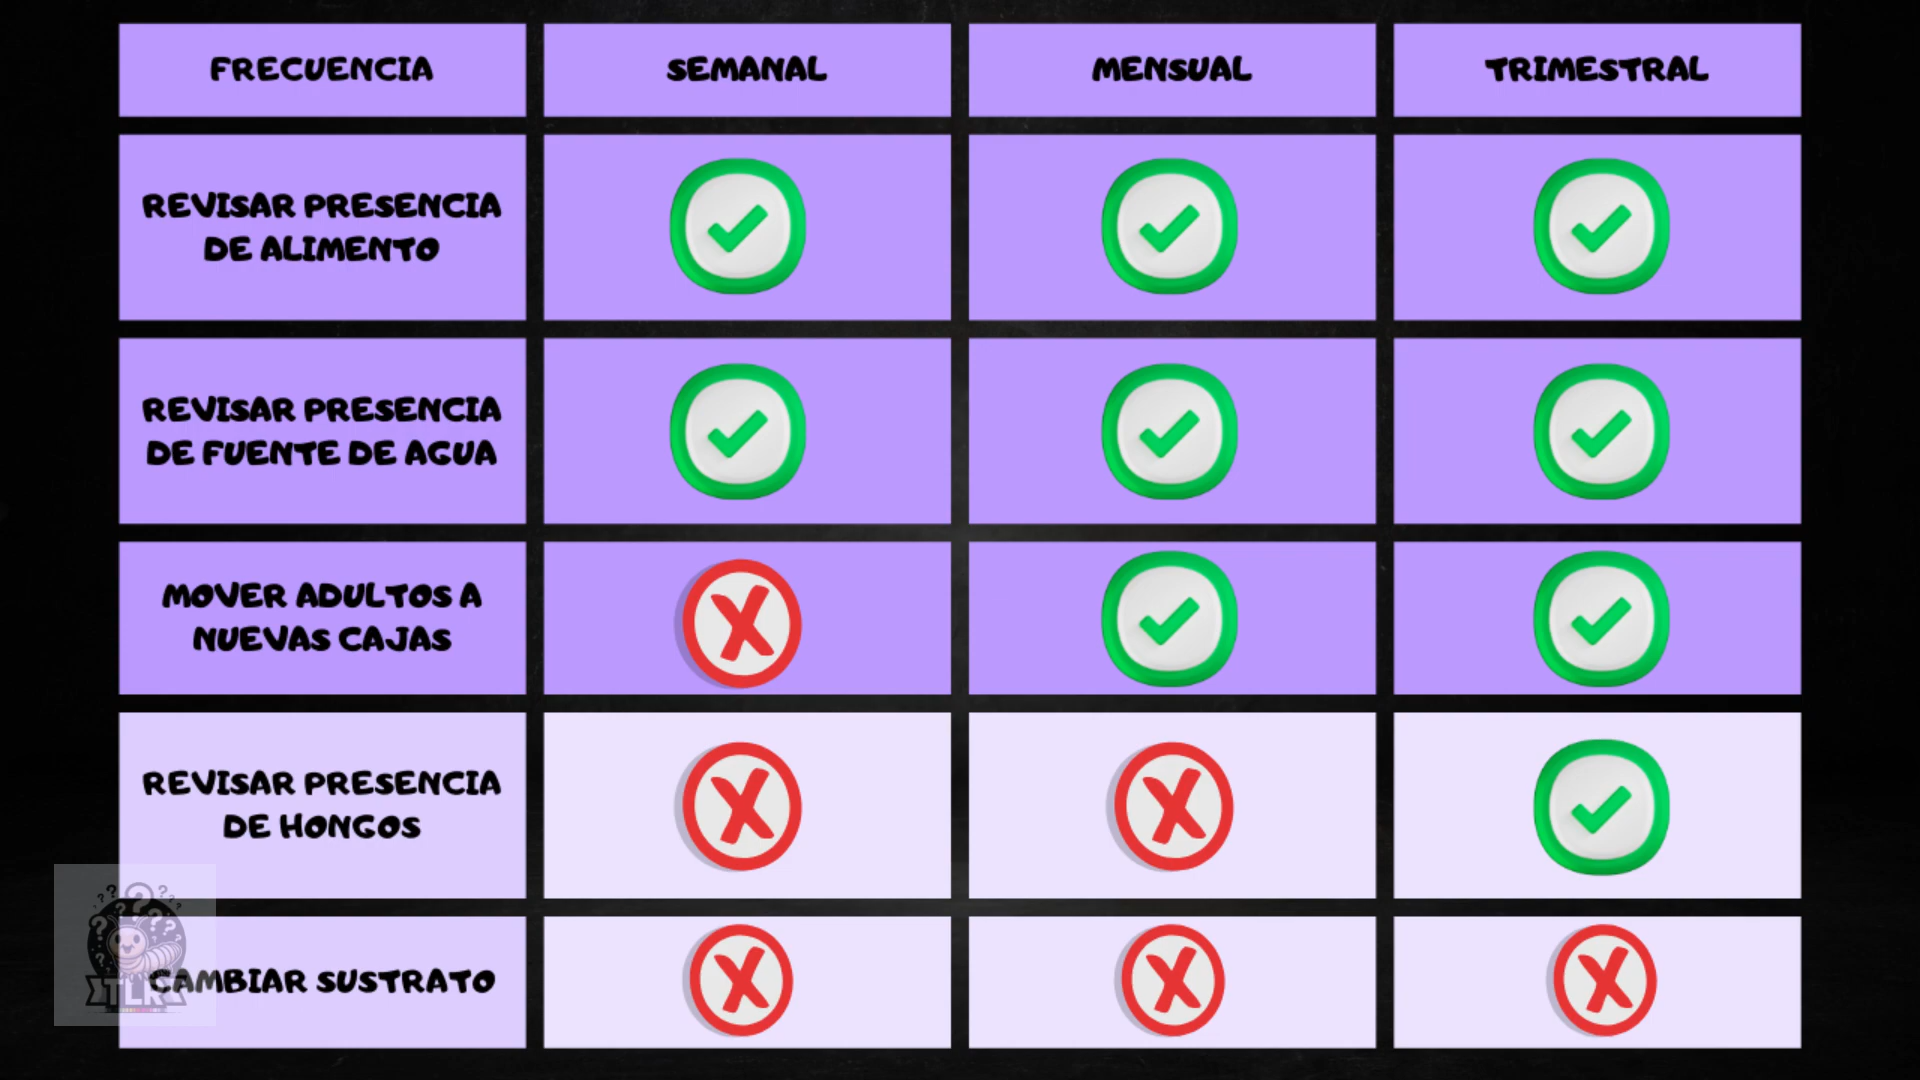 FRECUENCIA
SEMANAL
MENSUAL
TRIMESTRAL
REVISAR PRESENCIA
DE ALIMENTO
REVISAR PRESENCIA
DE FUENTE DE AGUA
MOVER ADULTOS A
NUEVAS CAJAS
REVISAR PRESENCIA
DE HONGOS
CAMBIAR SUSTRATO
TLR